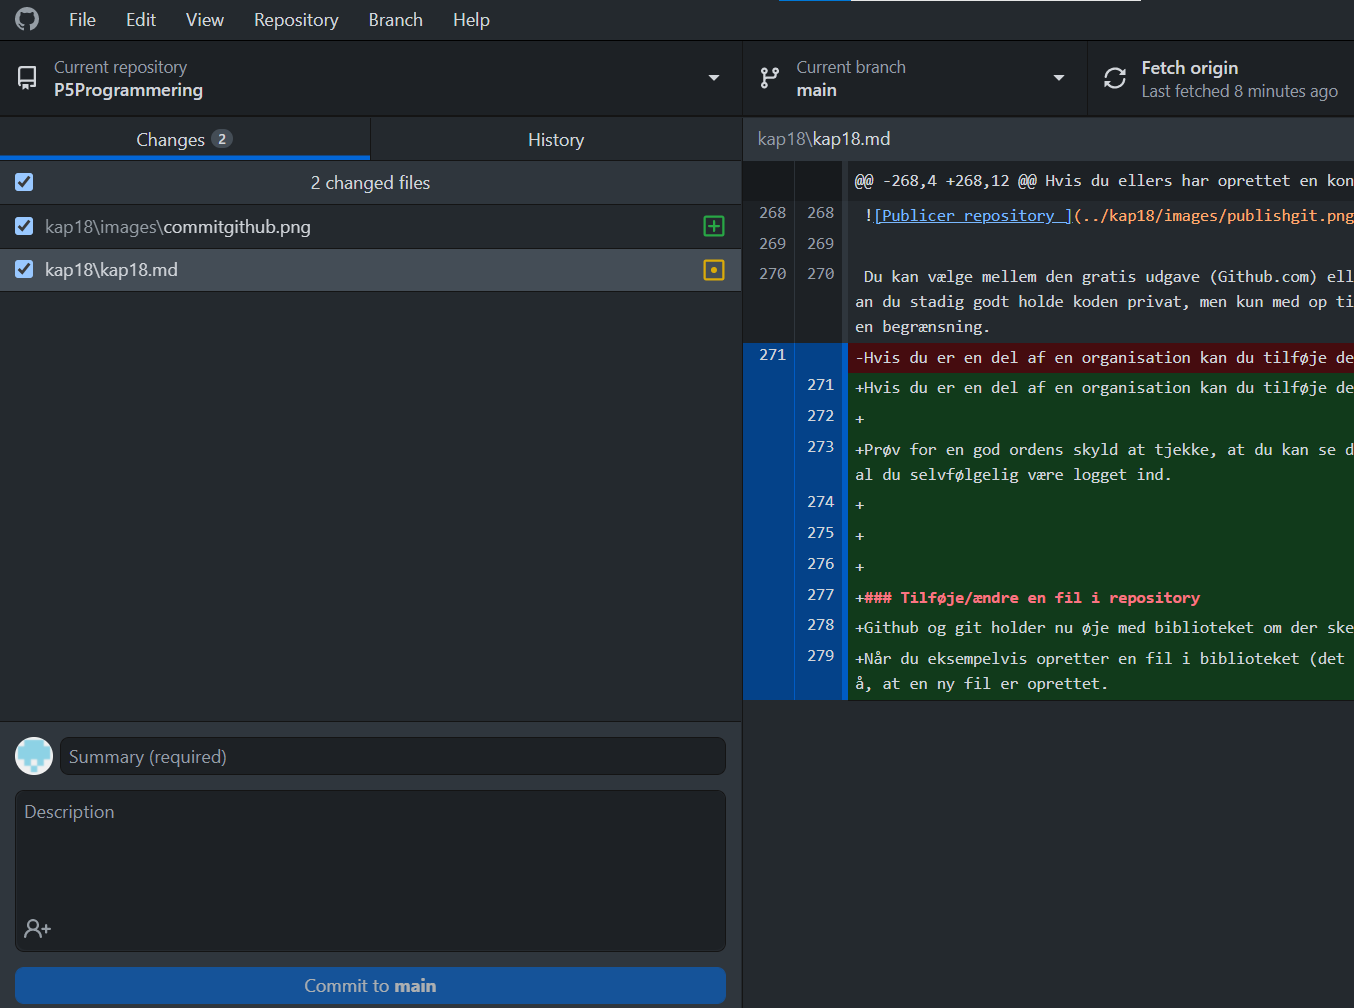 File Edit View Repository Branch Help
Current repository
P5Programmering
Current branch
main
Fetch origin
Last fetched 8 minutes ago
Changes 2
History
2 changed files
kap18\images\commitgithub.png
kap18\kap18.md
Summary (required)
Description
Commit to main
kap18\kap18.md
@@ -268,4 +268,12 @@ Hvis du ellers har oprettet en kon
268 268 ![Publicer repository ](../kap18/images/publishgit.png
269 269
270 270 Du kan vælge mellem den gratis udgave (Github.com) ell
an du stadig godt holde koden privat, men kun med op ti
en begrænsning.
271 -Hvis du er en del af en organisation kan du tilføje de
271 +Hvis du er en del af en organisation kan du tilføje de
272 +
273 +Prøv for en god ordens skyld at tjekke, at du kan se d
al du selvfølgelig være logget ind.
274 +
275 +
276 +
277 +### Tilføje/ændre en fil i repository
278 +Github og git holder nu øje med biblioteket om der ske
279 +Når du eksempelvis opretter en fil i biblioteket (det
å, at en ny fil er oprettet.